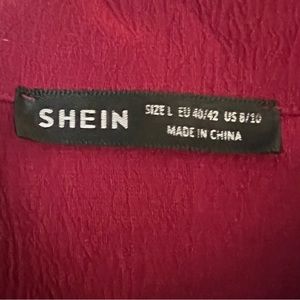 SHEIN
SIZE L EU 40/42 US 8/10
MADE IN CHINA